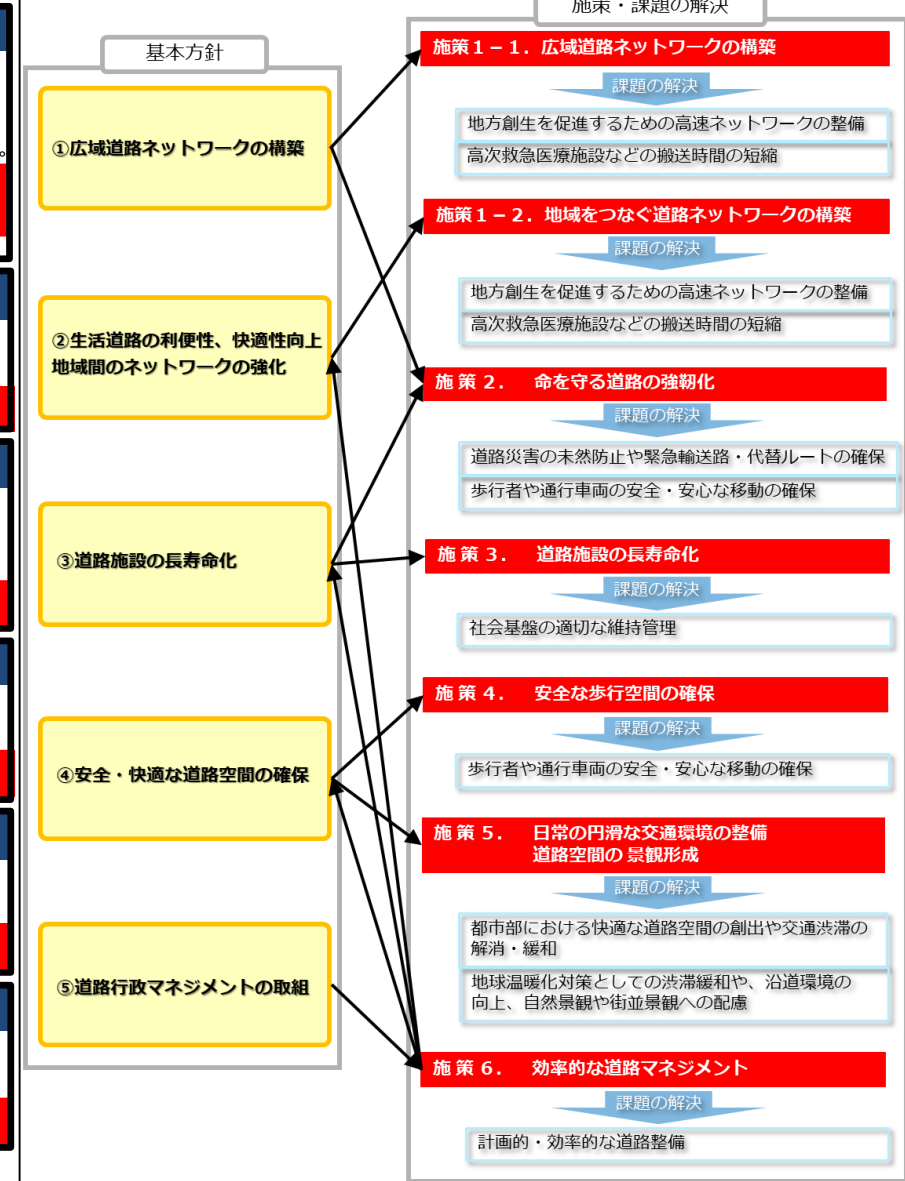 施策・課題の解決
基本方針
①広域道路ネットワークの構築
②生活道路の利便性、快適性向上
地域間のネットワークの強化
③道路施設の長寿命化
④安全・快適な道路空間の確保
⑤道路行政マネジメントの取組
施策１－１．広域道路ネットワークの構築
課題の解決
地方創生を促進するための高速ネットワークの整備
高次救急医療施設などの搬送時間の短縮
施策１－２．地域をつなぐ道路ネットワークの構築
課題の解決
地方創生を促進するための高速ネットワークの整備
高次救急医療施設などの搬送時間の短縮
施 策 ２． 命を守る道路の強靭化
課題の解決
道路災害の未然防止や緊急輸送路・代替ルートの確保
歩行者や通行車両の安全・安心な移動の確保
施 策 ３． 道路施設の長寿命化
課題の解決
社会基盤の適切な維持管理
施 策 ４． 安全な歩行空間の確保
課題の解決
歩行者や通行車両の安全・安心な移動の確保
施 策 ５． 日常の円滑な交通環境の整備
道路空間の 景観形成
課題の解決
都市部における快適な道路空間の創出や交通渋滞の
解消・緩和
地球温暖化対策としての渋滞緩和や、沿道環境の
向上、自然景観や街並景観への配慮
施 策 ６． 効率的な道路マネジメント
課題の解決
計画的・効率的な道路整備
。